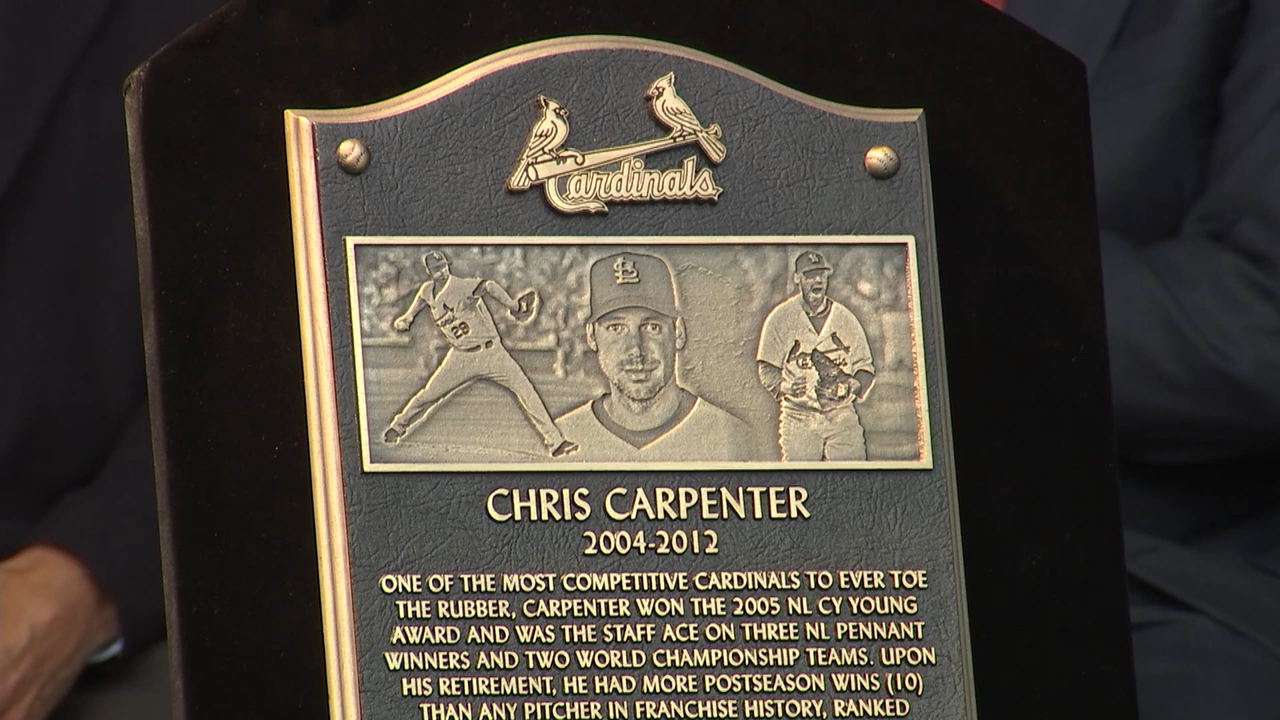 Cardinals
StL
29
CHRIS CARPENTER
2004-2012
ONE OF THE MOST COMPETITIVE CARDINALS TO EVER TOE
THE RUBBER, CARPENTER WON THE 2005 NL CY YOUNG
AWARD AND WAS THE STAFF ACE ON THREE NL PENNANT
WINNERS AND TWO WORLD CHAMPIONSHIP TEAMS. UPON
HIS RETIREMENT, HE HAD MORE POSTSEASON WINS (10)
THAN ANY PITCHER IN FRANCHISE HISTORY, RANKED